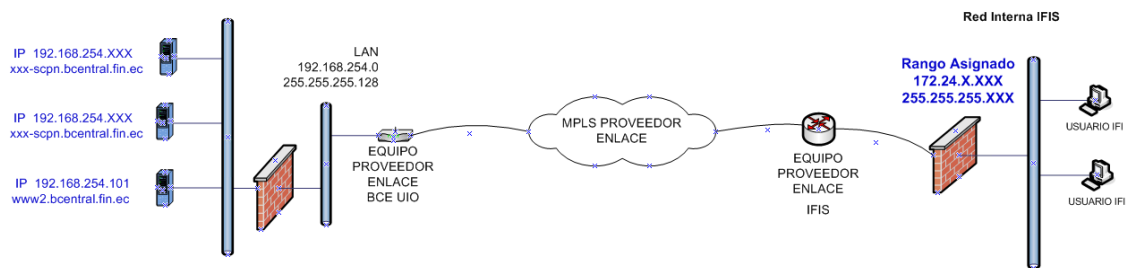 Red Interna IFIS
IP 192.168.254.XXX
xxx-scpn.bcentral.fin.ec
LAN
192.168.254.0
255.255.255.128
Rango Asignado
172.24.X.XXX
255.255.255.XXX
IP 192.168.254.XXX
xxx-scpn.bcentral.fin.ec
MPLS PROVEEDOR
ENLACE
USUARIO IFI
EQUIPO
PROVEEDOR
ENLACE
BCE UIO
EQUIPO
PROVEEDOR
ENLACE
IFIS
IP 192.168.254.101
www2.bcentral.fin.ec
USUARIO IFI